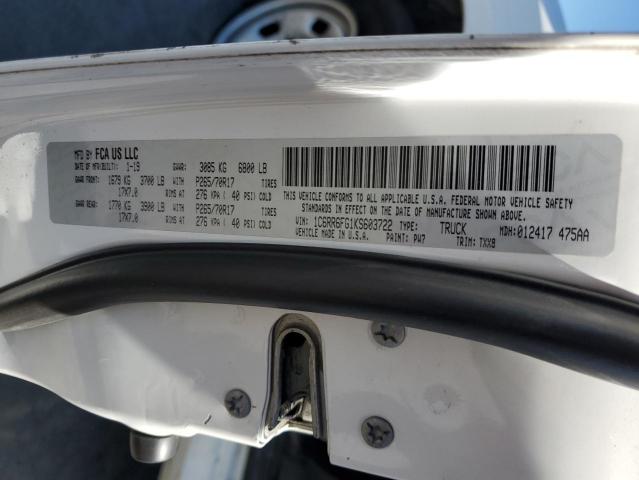 MFD BY FCA US LLC
DATE OF MFR/BUILT: 1-19 GVWR: 3085 KG 6800 LB
GAWR FRONT: 1679 KG 3700 LB WITH P265/70R17 TIRES
17X7.0 RIMS AT 276 KPA ( 40 PSI) COLD
GAWR REAR: 1770 KG 3900 LB WITH P265/70R17 TIRES
17X7.0 RIMS AT 276 KPA ( 40 PSI) COLD
THIS VEHICLE CONFORMS TO ALL APPLICABLE U.S.A. FEDERAL MOTOR VEHICLE SAFETY
STANDARDS IN EFFECT ON THE DATE OF MANUFACTURE SHOWN ABOVE.
VIN: 1C6RR6FG1KS603722 TYPE: TRUCK MDH: 012417 475AA
VEHICLE MADE IN U.S.A. PAINT: PW7 TRIM: TXX8